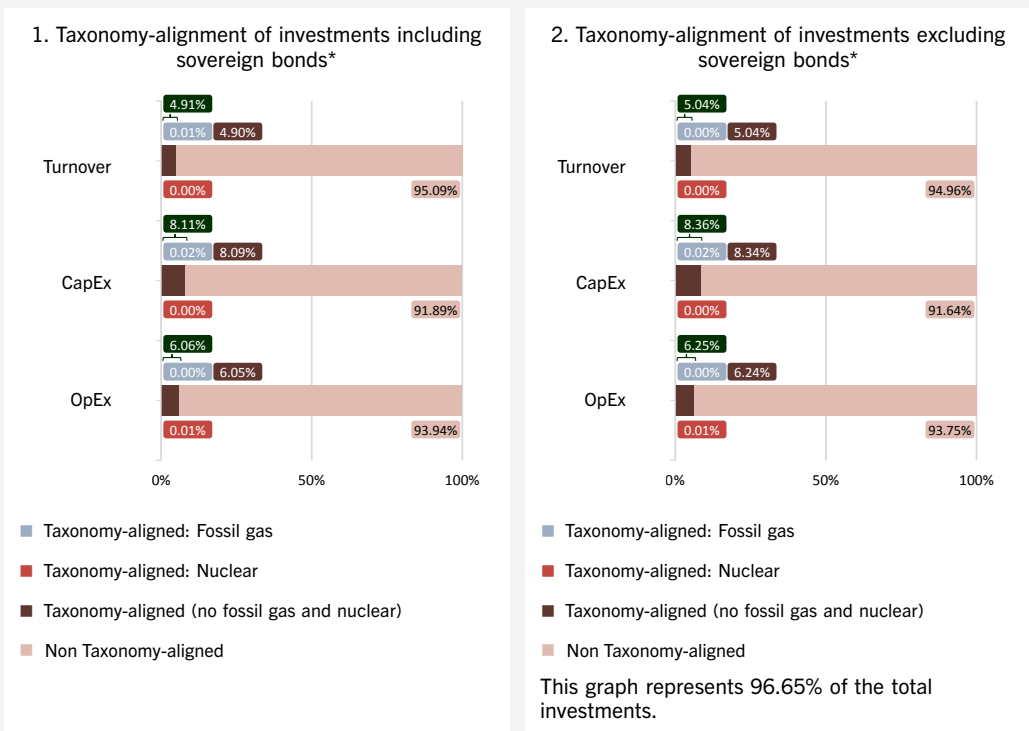 1. Taxonomy-alignment of investments including
sovereign bonds*
4.91%
0.01% 4.90%
Turnover
0.00% 95.09%
8.11%
0.02% 8.09%
CapEx
0.00% 91.89%
6.06%
0.00% 6.05%
OpEx
0.01% 93.94%
0% 50% 100%
Taxonomy-aligned: Fossil gas
Taxonomy-aligned: Nuclear
Taxonomy-aligned (no fossil gas and nuclear)
Non Taxonomy-aligned
2. Taxonomy-alignment of investments excluding
sovereign bonds*
5.04%
0.00% 5.04%
Turnover
0.00% 94.96%
8.36%
0.02% 8.34%
CapEx
0.00% 91.64%
6.25%
0.00% 6.24%
OpEx
0.01% 93.75%
0% 50% 100%
Taxonomy-aligned: Fossil gas
Taxonomy-aligned: Nuclear
Taxonomy-aligned (no fossil gas and nuclear)
Non Taxonomy-aligned
This graph represents 96.65% of the total
investments.